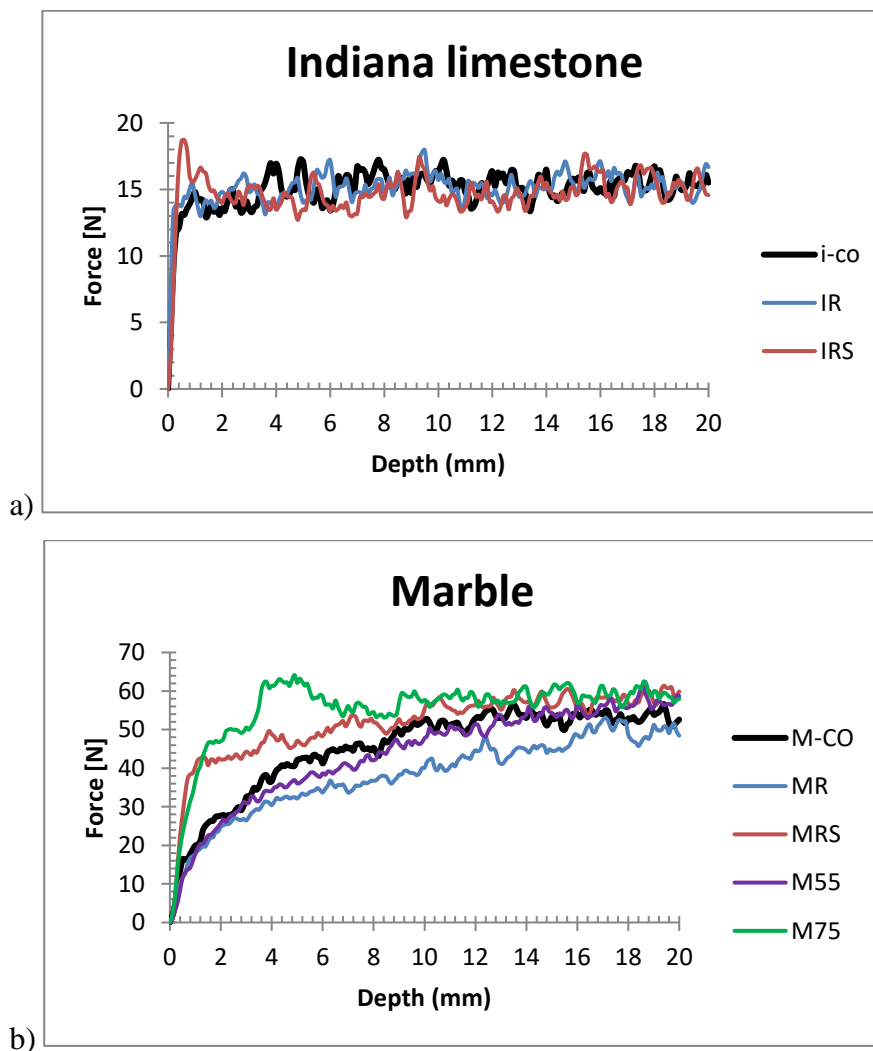 Indiana limestone
20
15
10
5
0
Force [N]
0 2 4 6 8 10 12 14 16 18 20
Depth (mm)
i-co
IR
IRS
a)
Marble
70
60
50
40
30
20
10
0
Force [N]
0 2 4 6 8 10 12 14 16 18 20
Depth (mm)
M-CO
MR
MRS
M55
M75
b)